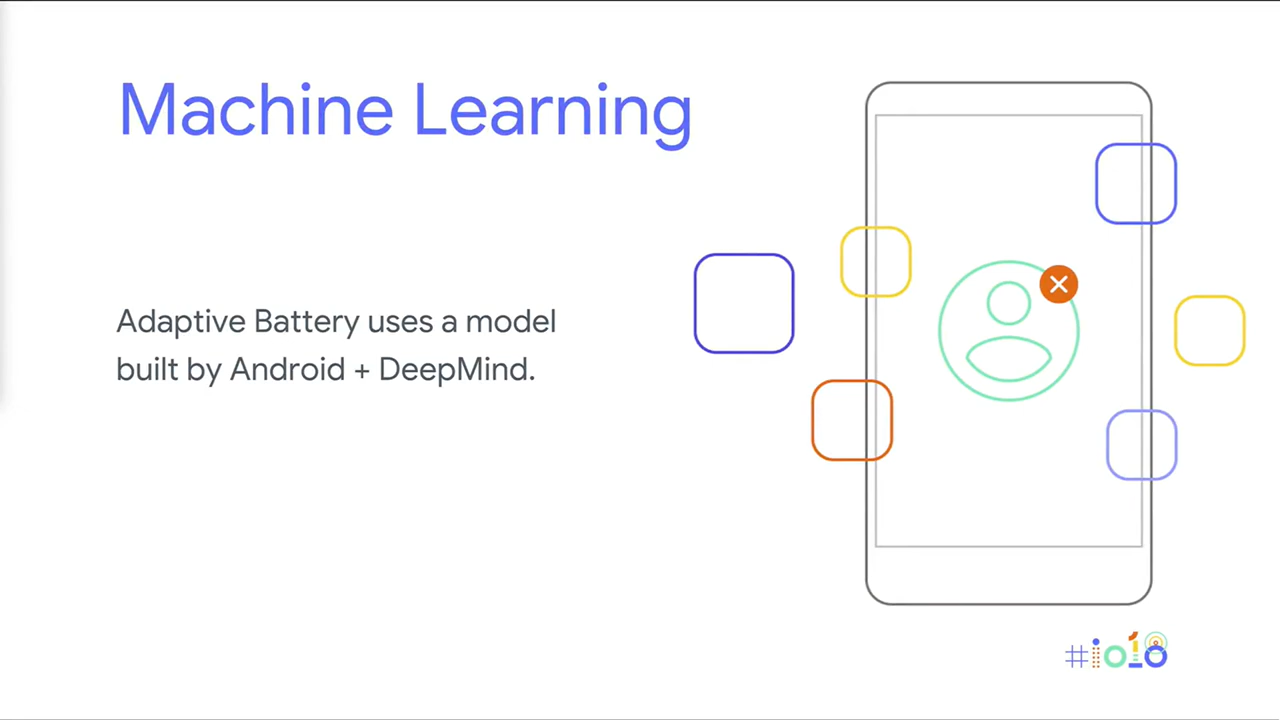 Machine Learning
Adaptive Battery uses a model
built by Android + DeepMind.
#io18